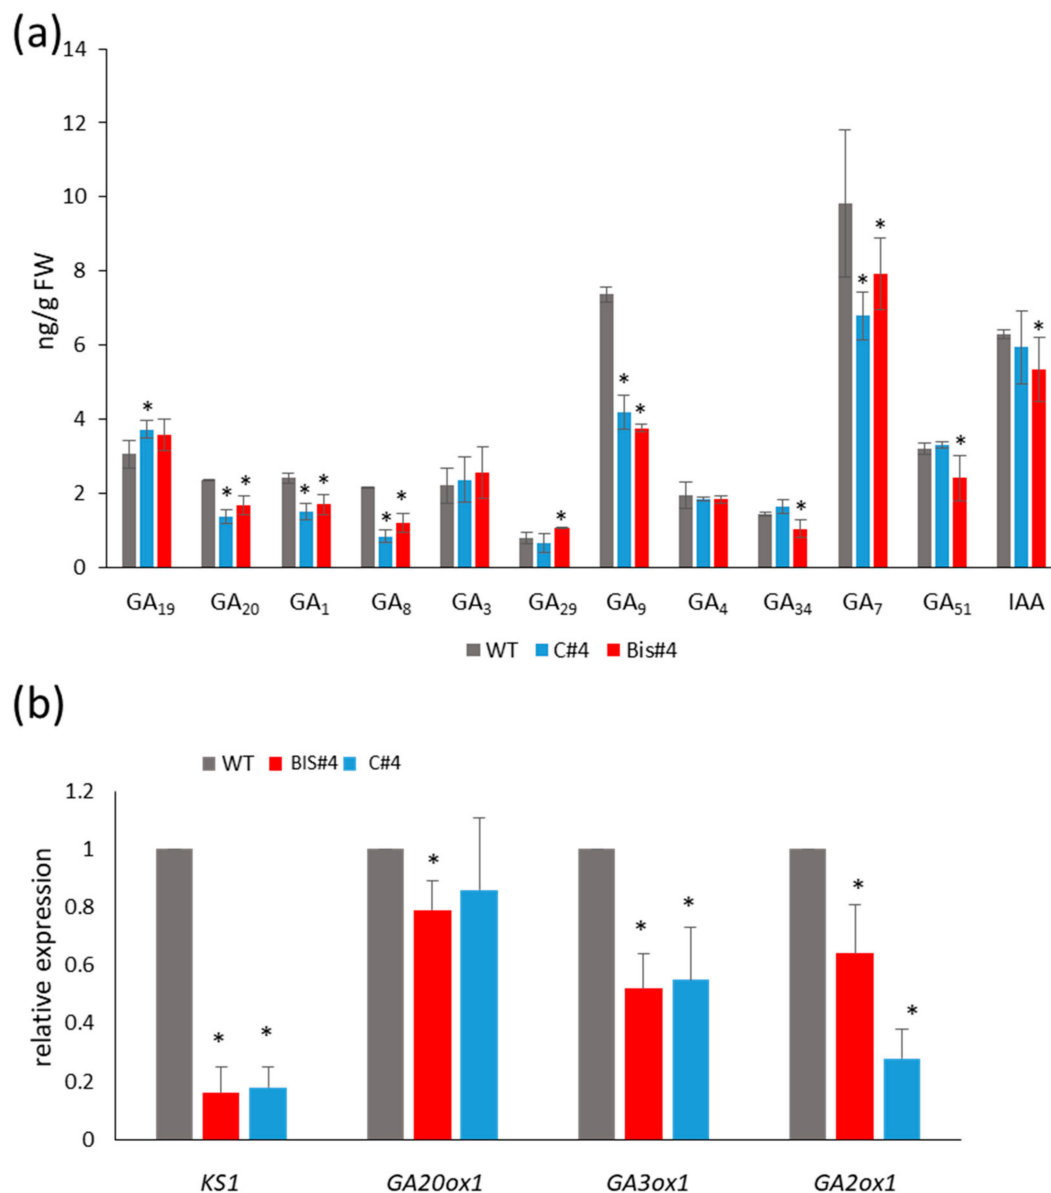 (a)
14
12
10
8
6
4
2
0
ng/g FW
* * * * * * * * * * * * * * *
GA₁₉ GA₂₀ GA₁ GA₈ GA₃ GA₂₉ GA₉ GA₄ GA₃₄ GA₇ GA₅₁ IAA
WT C#4 Bis#4
(b)
WT BIS#4 C#4
1.2
1
0.8
0.6
0.4
0.2
0
relative expression
* * * * * * *
KS1 GA20ox1 GA3ox1 GA2ox1